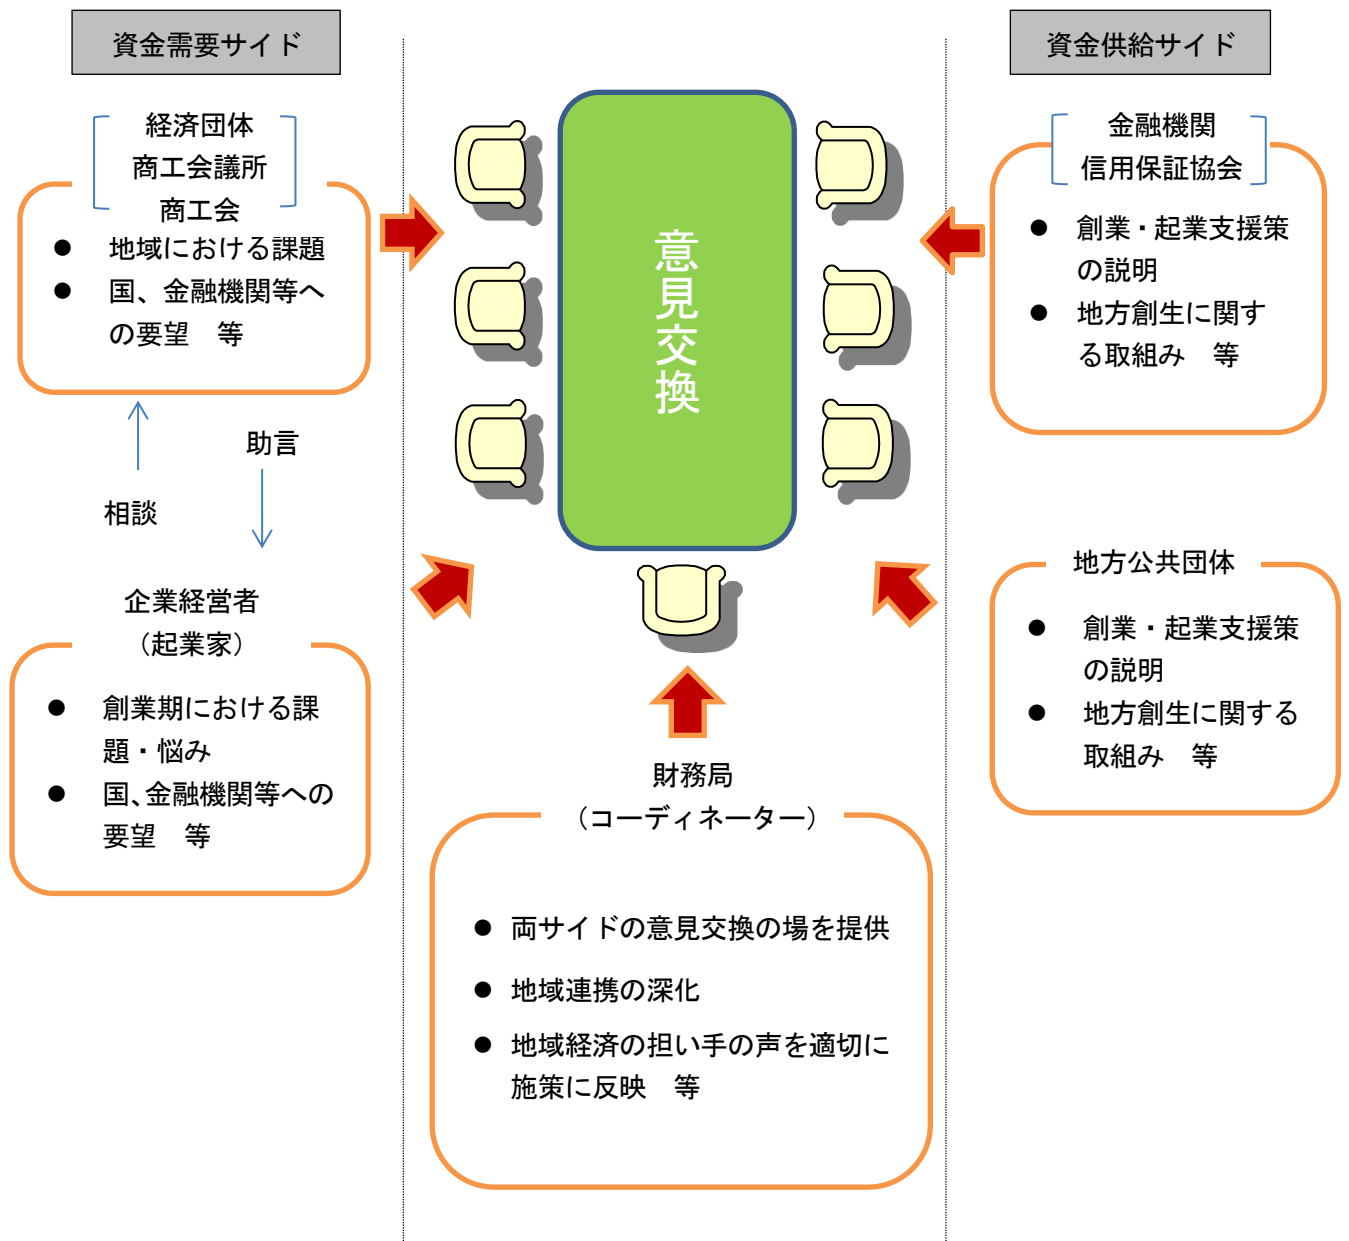 資金需要サイド
経済団体
商工会議所
商工会
● 地域における課題
● 国、金融機関等へ
の要望　等
助言
相談
企業経営者
（起業家）
● 創業期における課
題・悩み
● 国、金融機関等への
要望　等
意見交換
財務局
（コーディネーター）
● 両サイドの意見交換の場を提供
● 地域連携の深化
● 地域経済の担い手の声を適切に
施策に反映　等
資金供給サイド
金融機関
信用保証協会
● 創業・起業支援策
の説明
● 地方創生に関す
る取組み　等
地方公共団体
● 創業・起業支援策
の説明
● 地方創生に関する
取組み　等